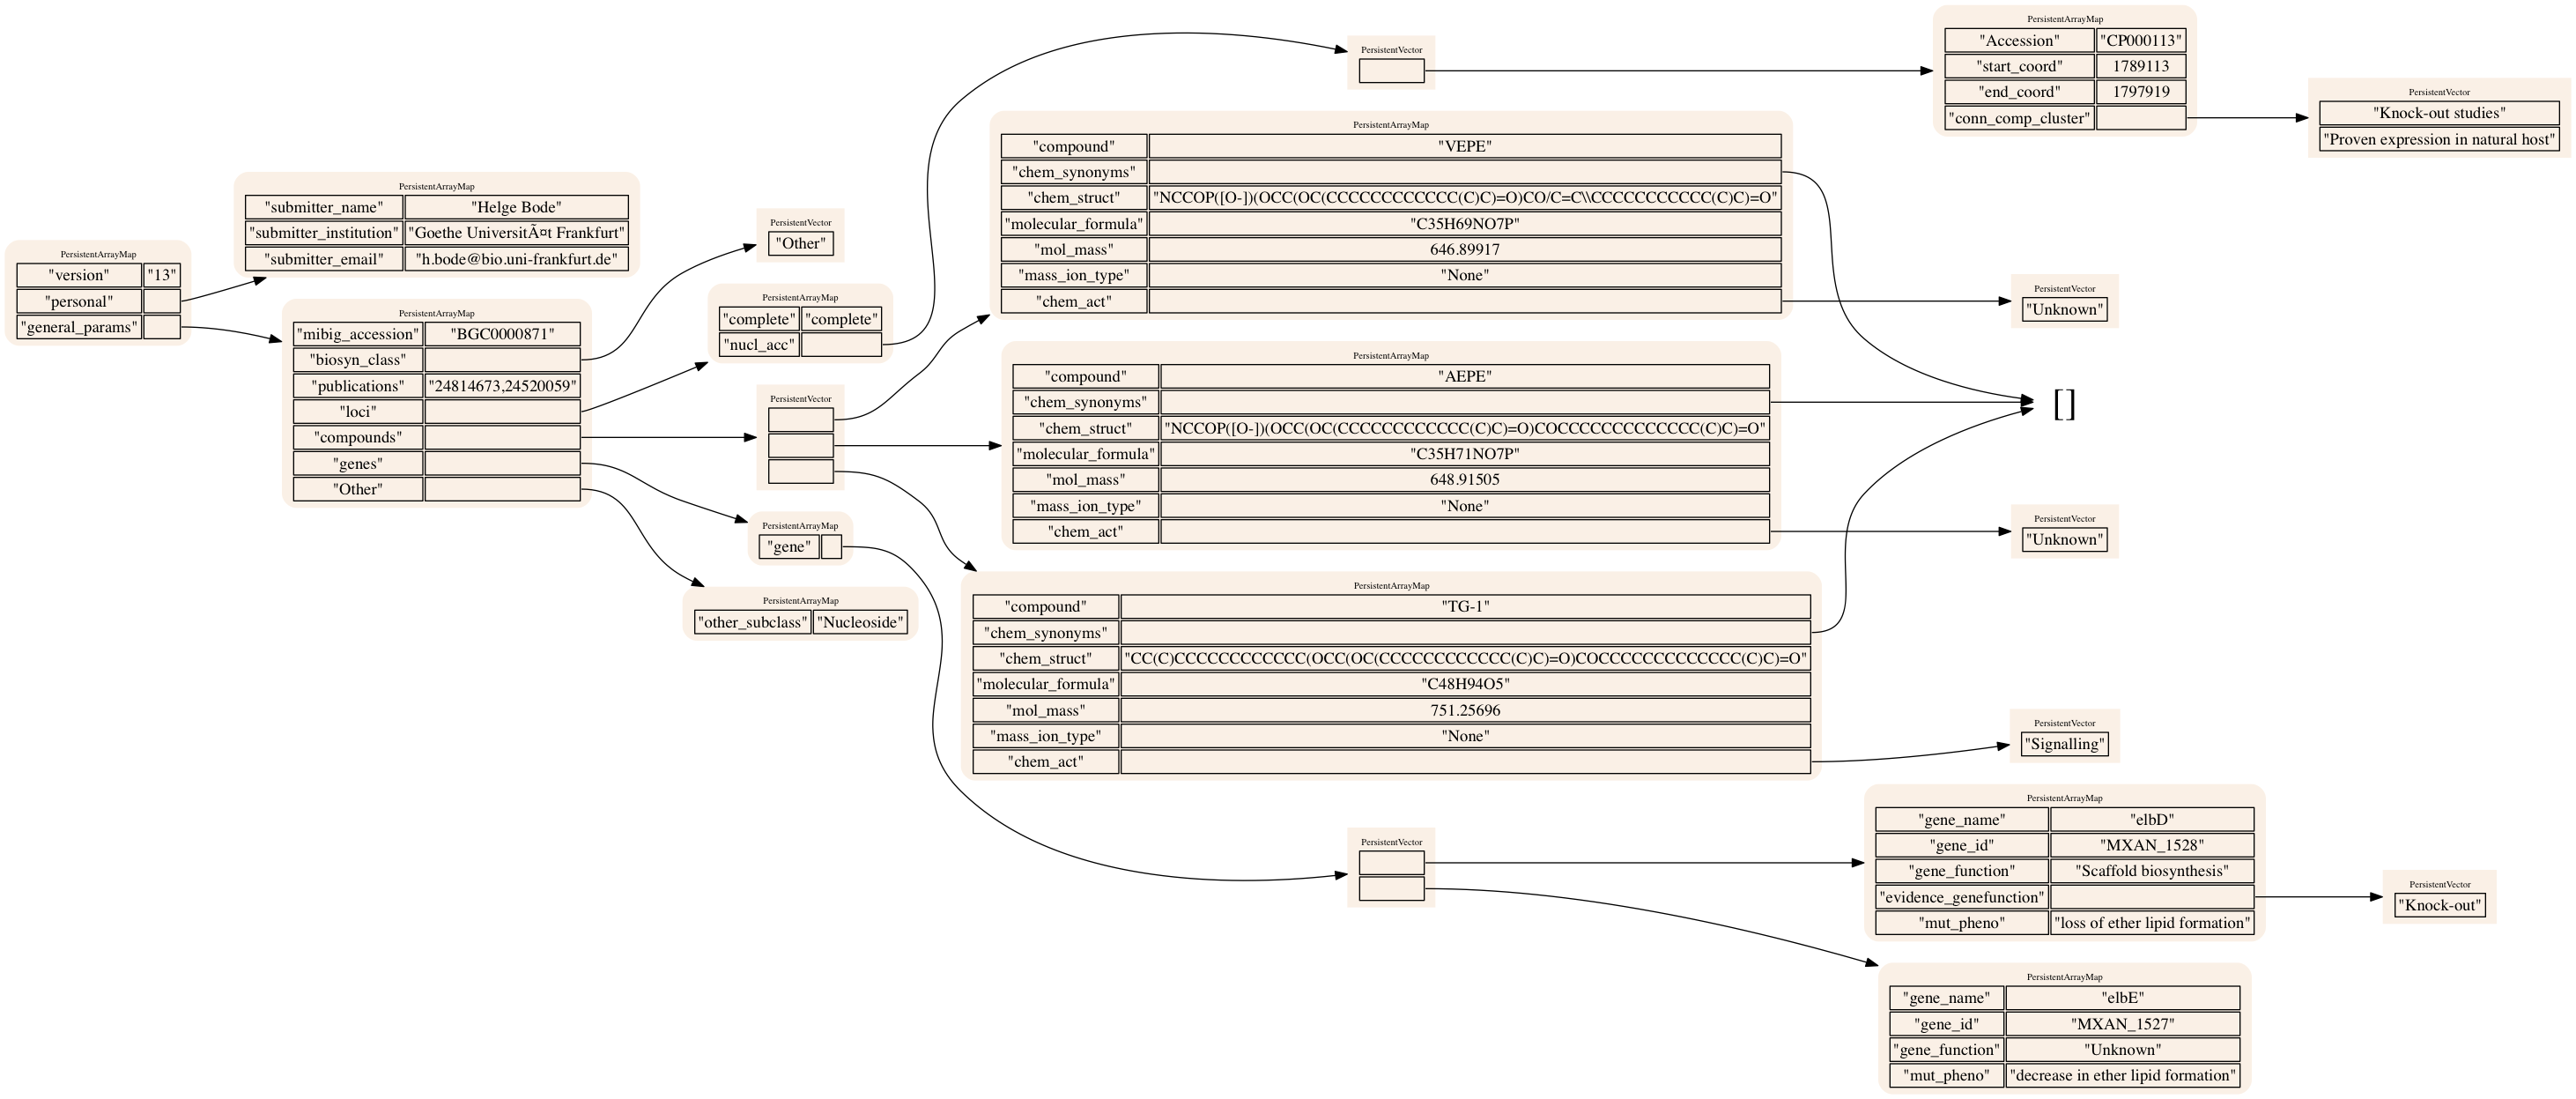 PersistentArrayMap
"version" "13"
"personal"
"general_params"
PersistentArrayMap
"submitter_name" "Helge Bode"
"submitter_institution" "Goethe UniversitÃ¤t Frankfurt"
"submitter_email" "h.bode@bio.uni-frankfurt.de"
PersistentArrayMap
"mibig_accession" "BGC0000871"
"biosyn_class"
"publications" "24814673,24520059"
"loci"
"compounds"
"genes"
"Other"
PersistentVector
"Other"
PersistentArrayMap
"complete" "complete"
"nucl_acc"
PersistentVector
PersistentArrayMap
"gene"
PersistentArrayMap
"other_subclass" "Nucleoside"
PersistentVector
PersistentArrayMap
"Accession" "CP000113"
"start_coord" 1789113
"end_coord" 1797919
"conn_comp_cluster"
PersistentVector
"Knock-out studies"
"Proven expression in natural host"
PersistentArrayMap
"compound" "VEPE"
"chem_synonyms"
"chem_struct" "NCCOP([O-])(OCC(OC(CCCCCCCCCCCC(C)C)=O)CO/C=C\\CCCCCCCCCCC(C)C)=O"
"molecular_formula" "C35H69NO7P"
"mol_mass" 646.89917
"mass_ion_type" "None"
"chem_act"
PersistentVector
"Unknown"
PersistentArrayMap
"compound" "AEPE"
"chem_synonyms"
"chem_struct" "NCCOP([O-])(OCC(OC(CCCCCCCCCCCC(C)C)=O)COCCCCCCCCCCCCC(C)C)=O"
"molecular_formula" "C35H71NO7P"
"mol_mass" 648.91505
"mass_ion_type" "None"
"chem_act"
[]
PersistentVector
"Unknown"
PersistentArrayMap
"compound" "TG-1"
"chem_synonyms"
"chem_struct" "CC(C)CCCCCCCCCCCC(OCC(OC(CCCCCCCCCCCC(C)C)=O)COCCCCCCCCCCCCC(C)C)=O"
"molecular_formula" "C48H94O5"
"mol_mass" 751.25696
"mass_ion_type" "None"
"chem_act"
PersistentVector
"Signalling"
PersistentVector
PersistentArrayMap
"gene_name" "elbD"
"gene_id" "MXAN_1528"
"gene_function" "Scaffold biosynthesis"
"evidence_genefunction"
"mut_pheno" "loss of ether lipid formation"
PersistentVector
"Knock-out"
PersistentArrayMap
"gene_name" "elbE"
"gene_id" "MXAN_1527"
"gene_function" "Unknown"
"mut_pheno" "decrease in ether lipid formation"